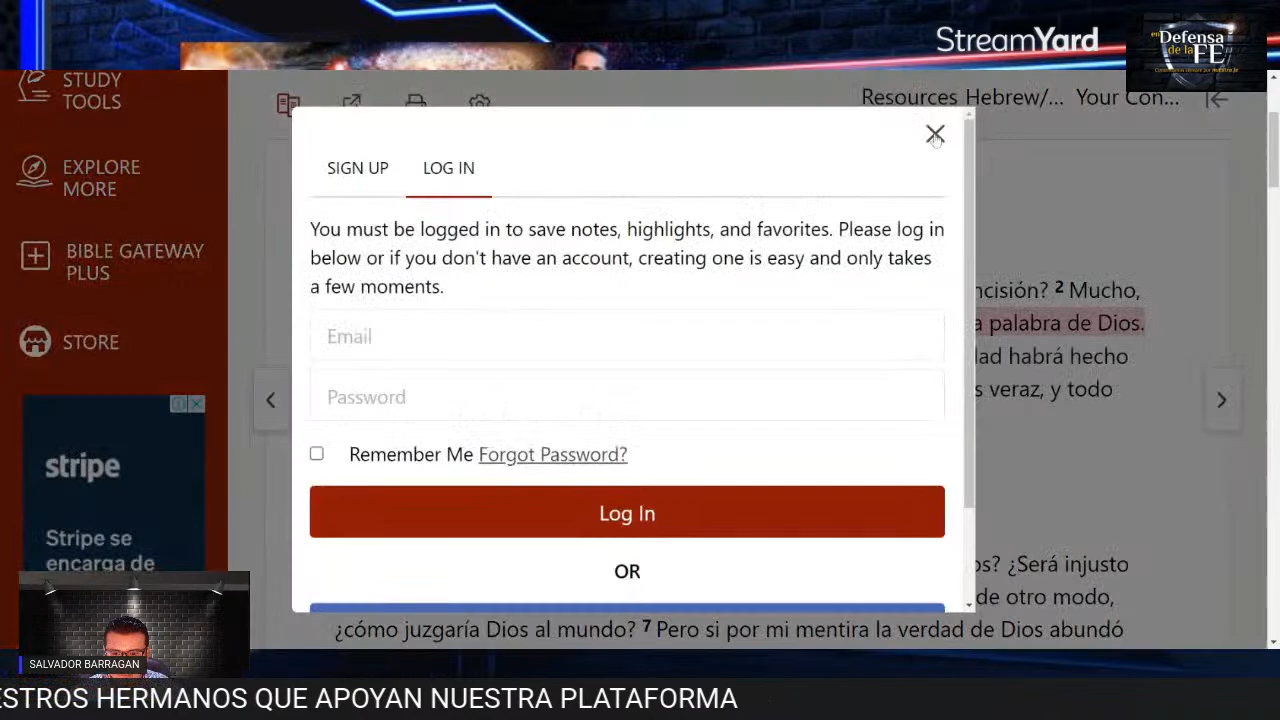 StreamYard
en Defensa
de la
FE
STUDY
TOOLS
EXPLORE
MORE
BIBLE GATEWAY
PLUS
STORE
stripe
Stripe se
encarga de
Resources Hebrew/... Your Con...
SIGN UP LOG IN
You must be logged in to save notes, highlights, and favorites. Please log in
below or if you don't have an account, creating one is easy and only takes
a few moments.
Email
Password
Remember Me Forgot Password?
Log In
OR
ncisión? 2 Mucho,
a palabra de Dios.
dad habrá hecho
s veraz, y todo
os? ¿Será injusto
de otro modo,
¿cómo juzgaría Dios al mundo? 7 Pero si por mi mentira la verdad de Dios abundó
SALVADOR BARRAGAN
ESTROS HERMANOS QUE APOYAN NUESTRA PLATAFORMA